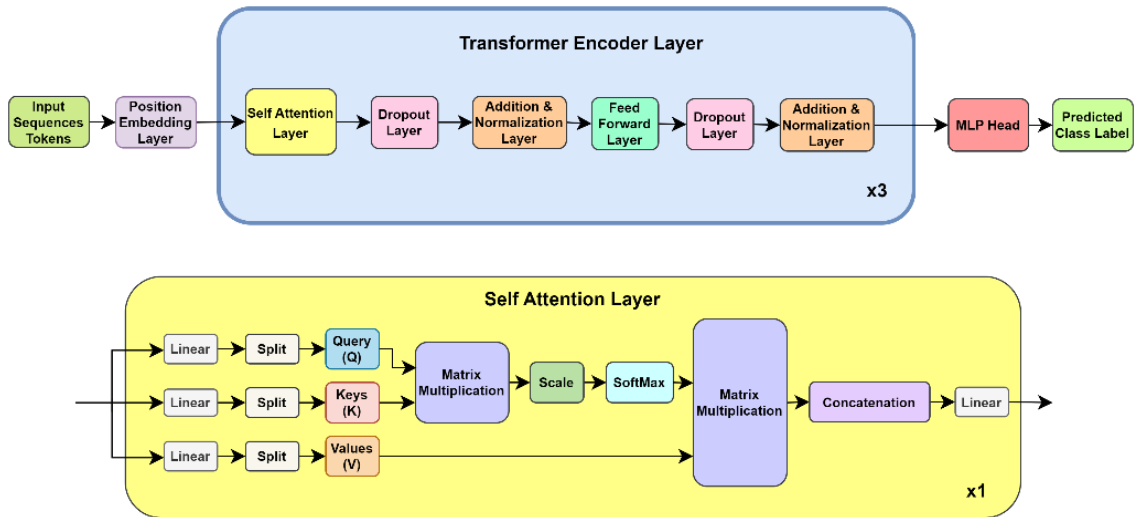 Transformer Encoder Layer
Input
Sequences
Tokens
Position
Embedding
Layer
Self Attention
Layer
Dropout
Layer
Addition &
Normalization
Layer
Feed
Forward
Layer
Dropout
Layer
Addition &
Normalization
Layer
MLP Head
Predicted
Class Label
x3
Self Attention Layer
Linear
Split
Query
(Q)
Linear
Split
Keys
(K)
Linear
Split
Values
(V)
Matrix
Multiplication
Scale
SoftMax
Matrix
Multiplication
Concatenation
Linear
x1